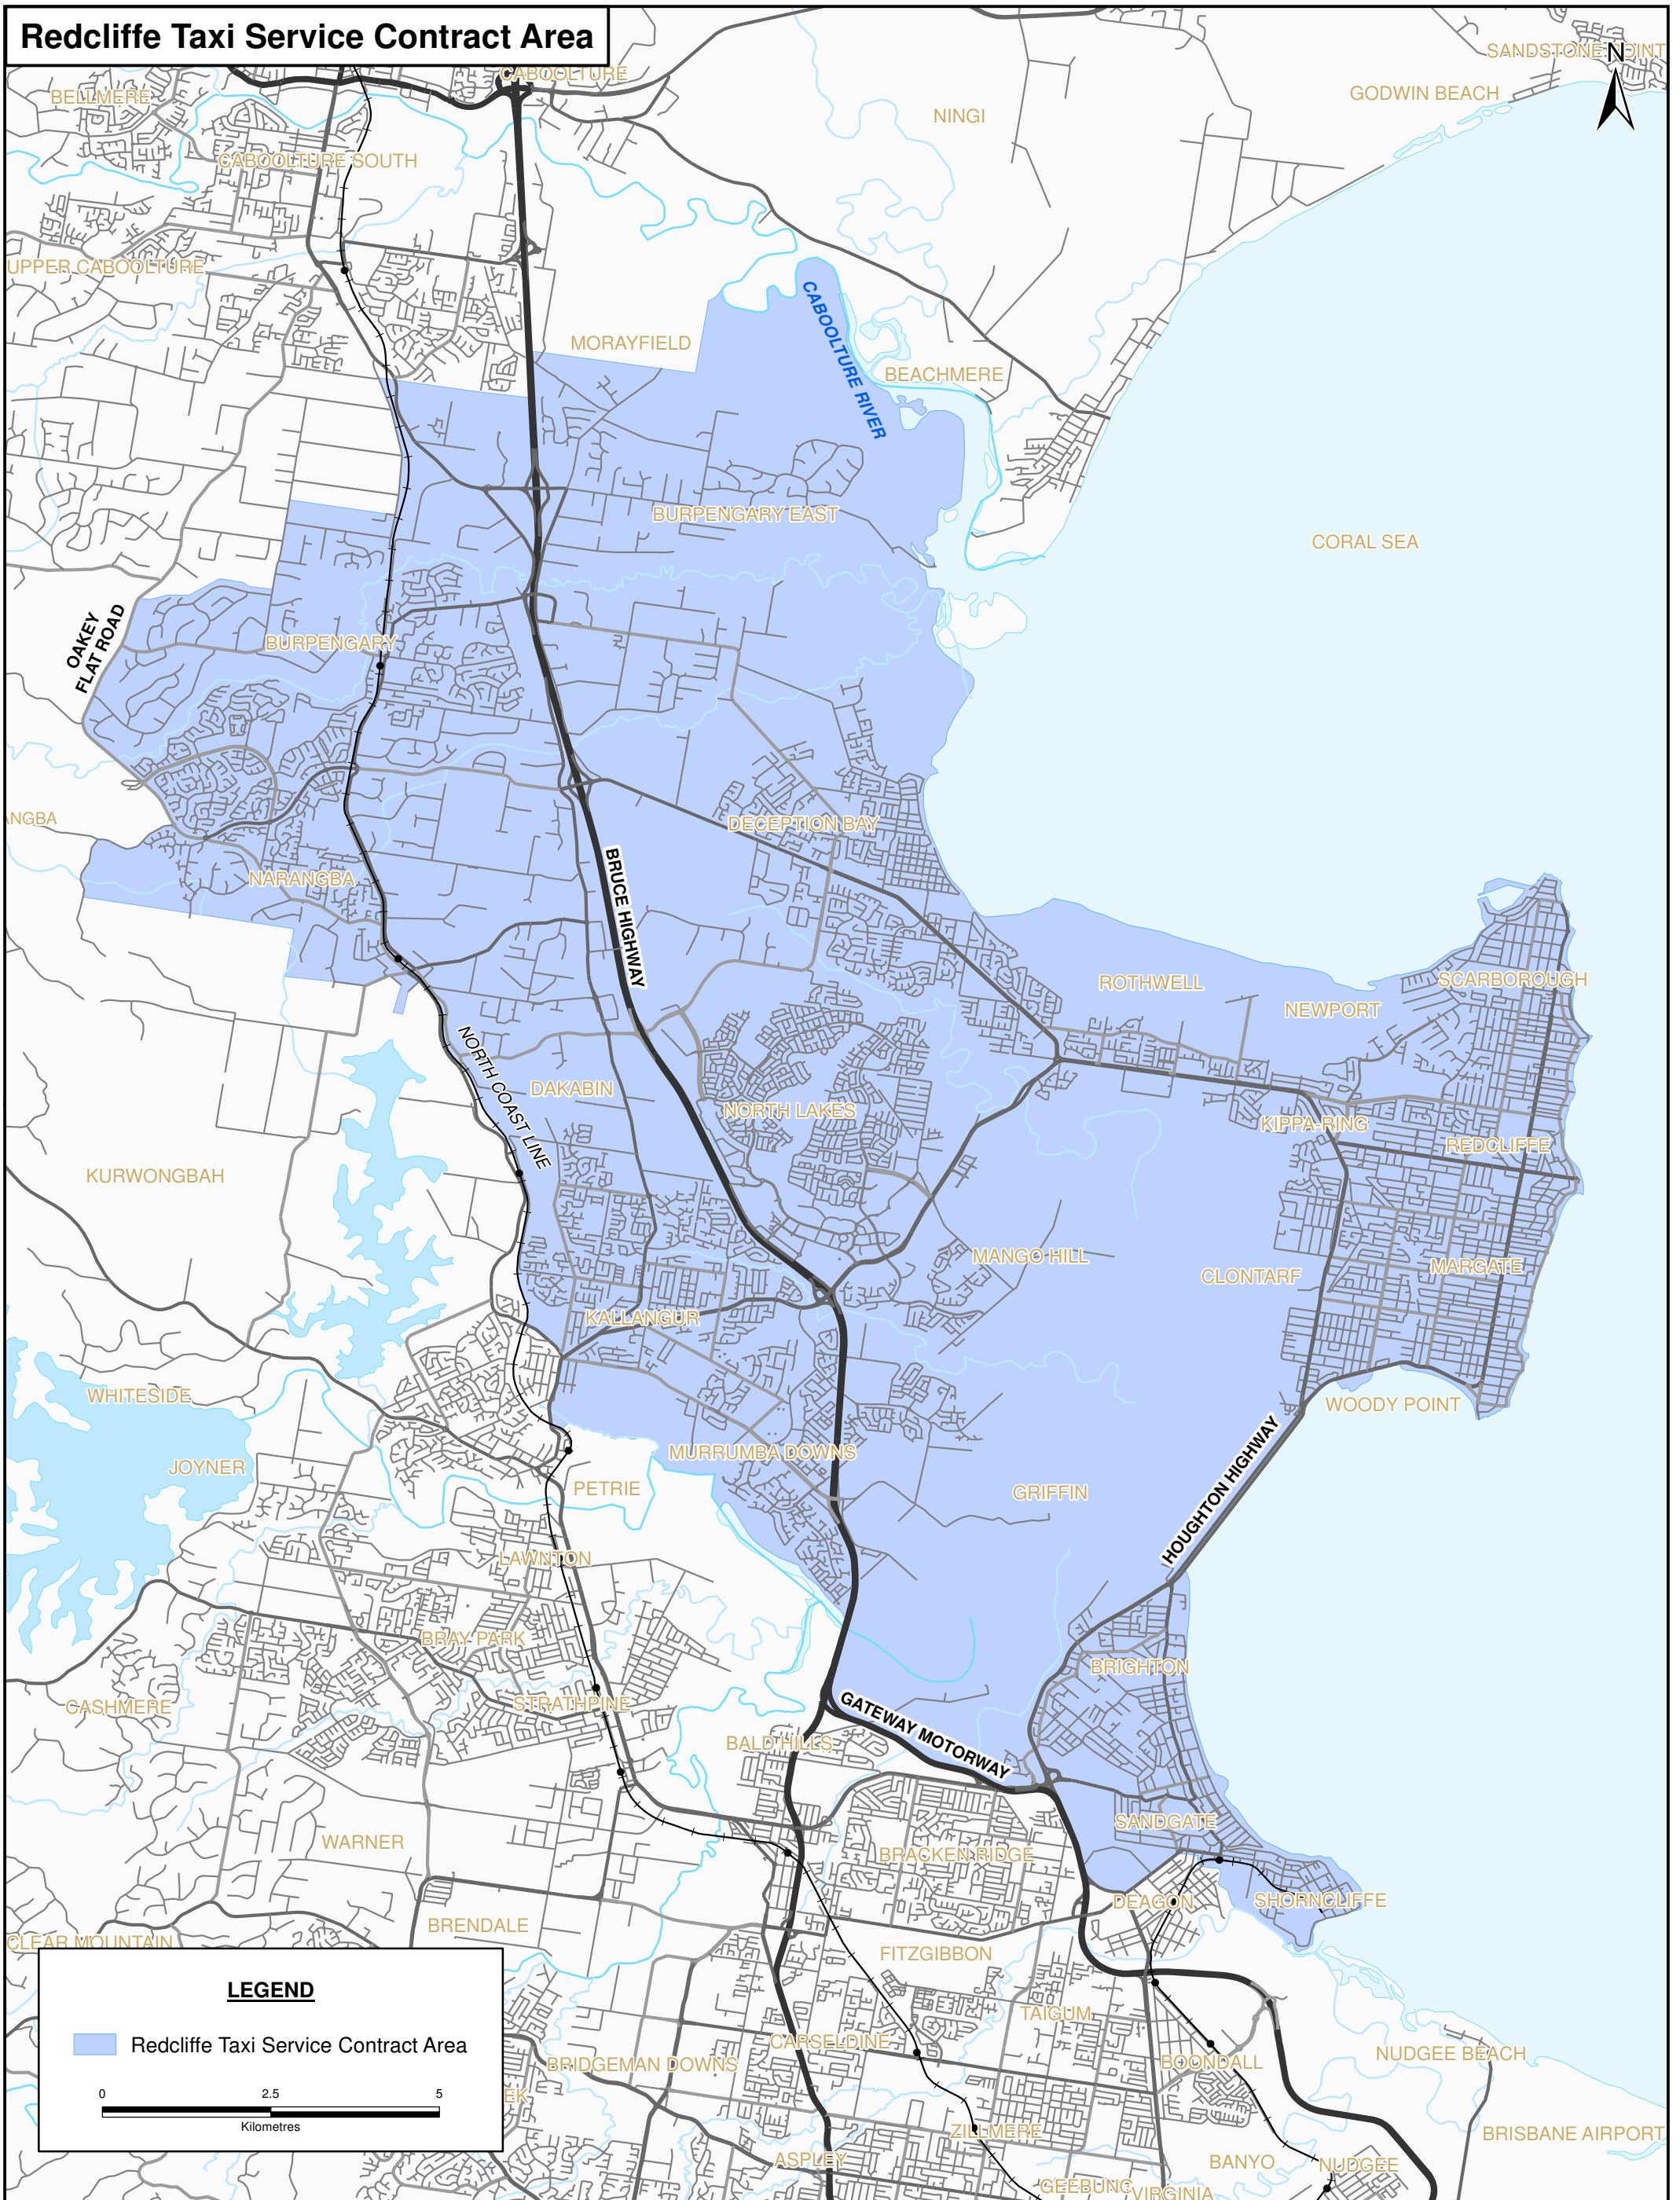 Redcliffe Taxi Service Contract Area
N
SANDSTONE POINT
CABOOLTURE
BELLMERE
GODWIN BEACH
NINGI
CABOOLTURE SOUTH
UPPER CABOOLTURE
CABOOLTURE RIVER
MORAYFIELD
BEACHMERE
BURPENGARY EAST
CORAL SEA
OAKEY
FLAT ROAD
BURPENGARY
ANGBA
DECEPTION BAY
BRUCE HIGHWAY
NARANGBA
ROTHWELL
SCARBOROUGH
NEWPORT
NORTH COAST LINE
DAKABIN
NORTH LAKES
KIPPA-RING
REDCLIFFE
KURWONGBAH
MANGO HILL
CLONTARF
MARGATE
KALLANGUR
WHITESIDE
WOODY POINT
HOUGHTON HIGHWAY
MURRUMBA DOWNS
JOYNER
PETRIE
GRIFFIN
LAWNTON
BRAY PARK
BRIGHTON
CASHMERE
STRATHPINE
GATEWAY MOTORWAY
BALD HILLS
SANDGATE
WARNER
BRACKEN RIDGE
DEAGON
SHORNCLIFFE
BRENDALE
CLEAR MOUNTAIN
FITZGIBBON
TAIGUM
CARSELDINE
BRIDGEMAN DOWNS
BOONDALL
NUDGEE BEACH
EK
ZILLMERE
BRISBANE AIRPORT
ASPLEY
BANYO
NUDGEE
GEEBUNG
VIRGINIA
LEGEND
Redcliffe Taxi Service Contract Area
0 2.5 5
Kilometres